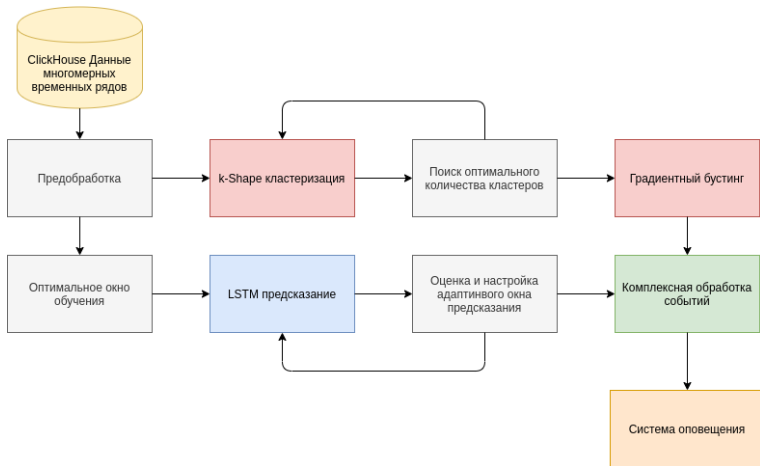 ClickHouse Данные
многомерных
временных рядов
Предобработка
k-Shape кластеризация
Поиск оптимального
количества кластеров
Градиентный бустинг
Оптимальное окно
обучения
LSTM предсказание
Оценка и настройка
адаптинвого окна
предсказания
Комплексная обработка
событий
Система оповещения